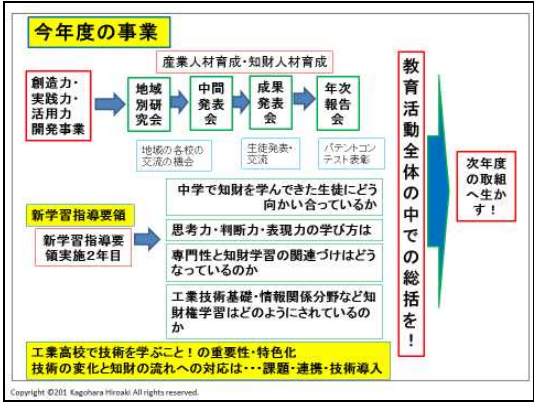 今年度の事業
産業人材育成・知財人材育成
創造力・
実践力・
活用力
開発事業
地域
別研
究会
中間
発表
会
成果
発表
会
年次
報告
会
地域の各校の
交流の機会
生徒発表・
交流
パテントコン
テスト表彰
教育活動全体の中での総括を！
次年度
の取組
へ生か
す！
新学習指導要領
新学習指導要
領実施2年目
中学で知財を学んできた生徒にどう
向かい合っているか
思考力・判断力・表現力の学び方は
専門性と知財学習の関連づけはどう
なっているのか
工業技術基礎・情報関係分野など知
財権学習はどのようにされているの
か
工業高校で技術を学ぶこと！の重要性・特色化
技術の変化と知財の流れへの対応は・・・課題・連携・技術導入
Copyright ©201 Kagohara Hiroaki All rights reserved.